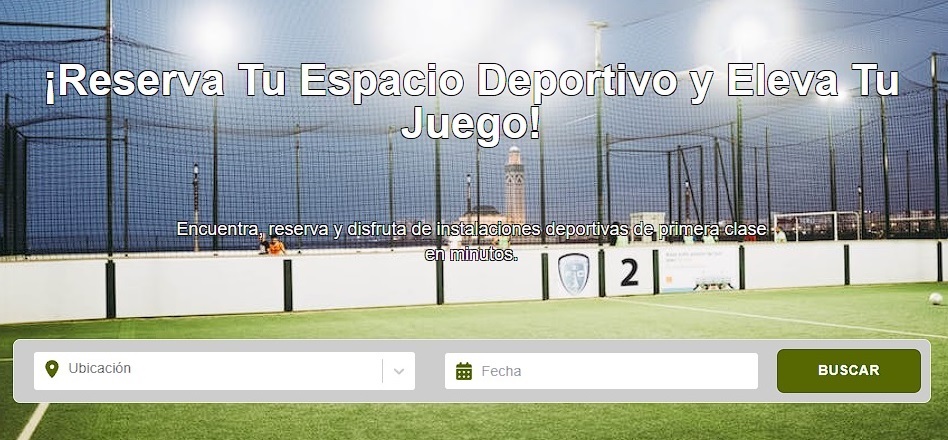 ¡Reserva Tu Espacio Deportivo y Eleva Tu
Juego!
Encuentra, reserva y disfruta de instalaciones deportivas de primera clase
en minutos.
2
Ubicación
Fecha
BUSCAR